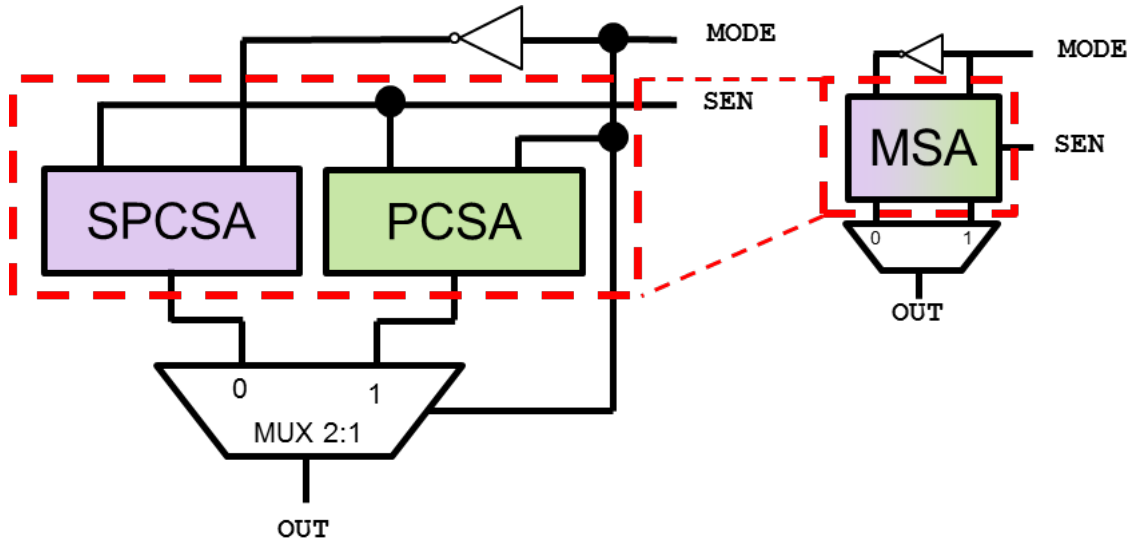 MODE
SEN
SPCSA
PCSA
0
1
MUX 2:1
OUT
MODE
MSA
SEN
0
1
OUT